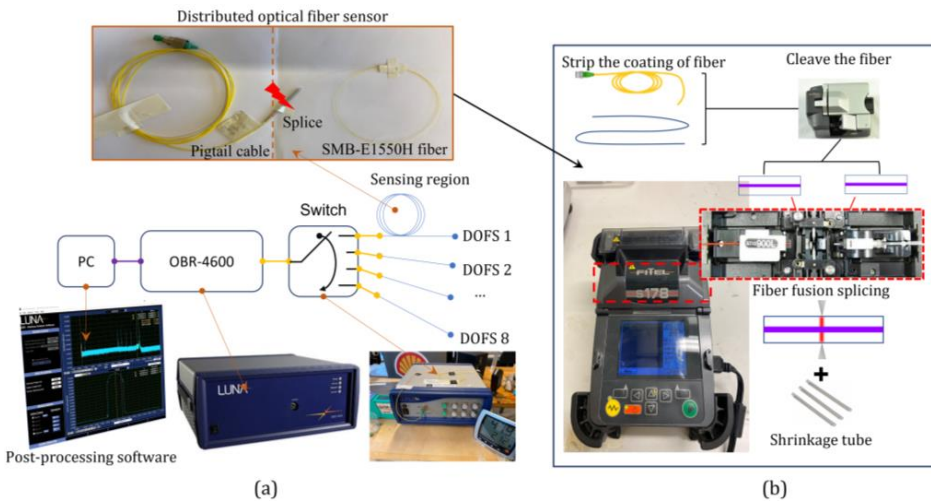 Distributed optical fiber sensor
Splice
Pigtail cable
SMB-E1550H fiber
Sensing region
Switch
PC
OBR-4600
DOFS 1
DOFS 2
...
DOFS 8
LUNA
LUNA
Post-processing software
(a)
Strip the coating of fiber
Cleave the fiber
FITEL
S178
Fiber fusion splicing
+
Shrinkage tube
(b)